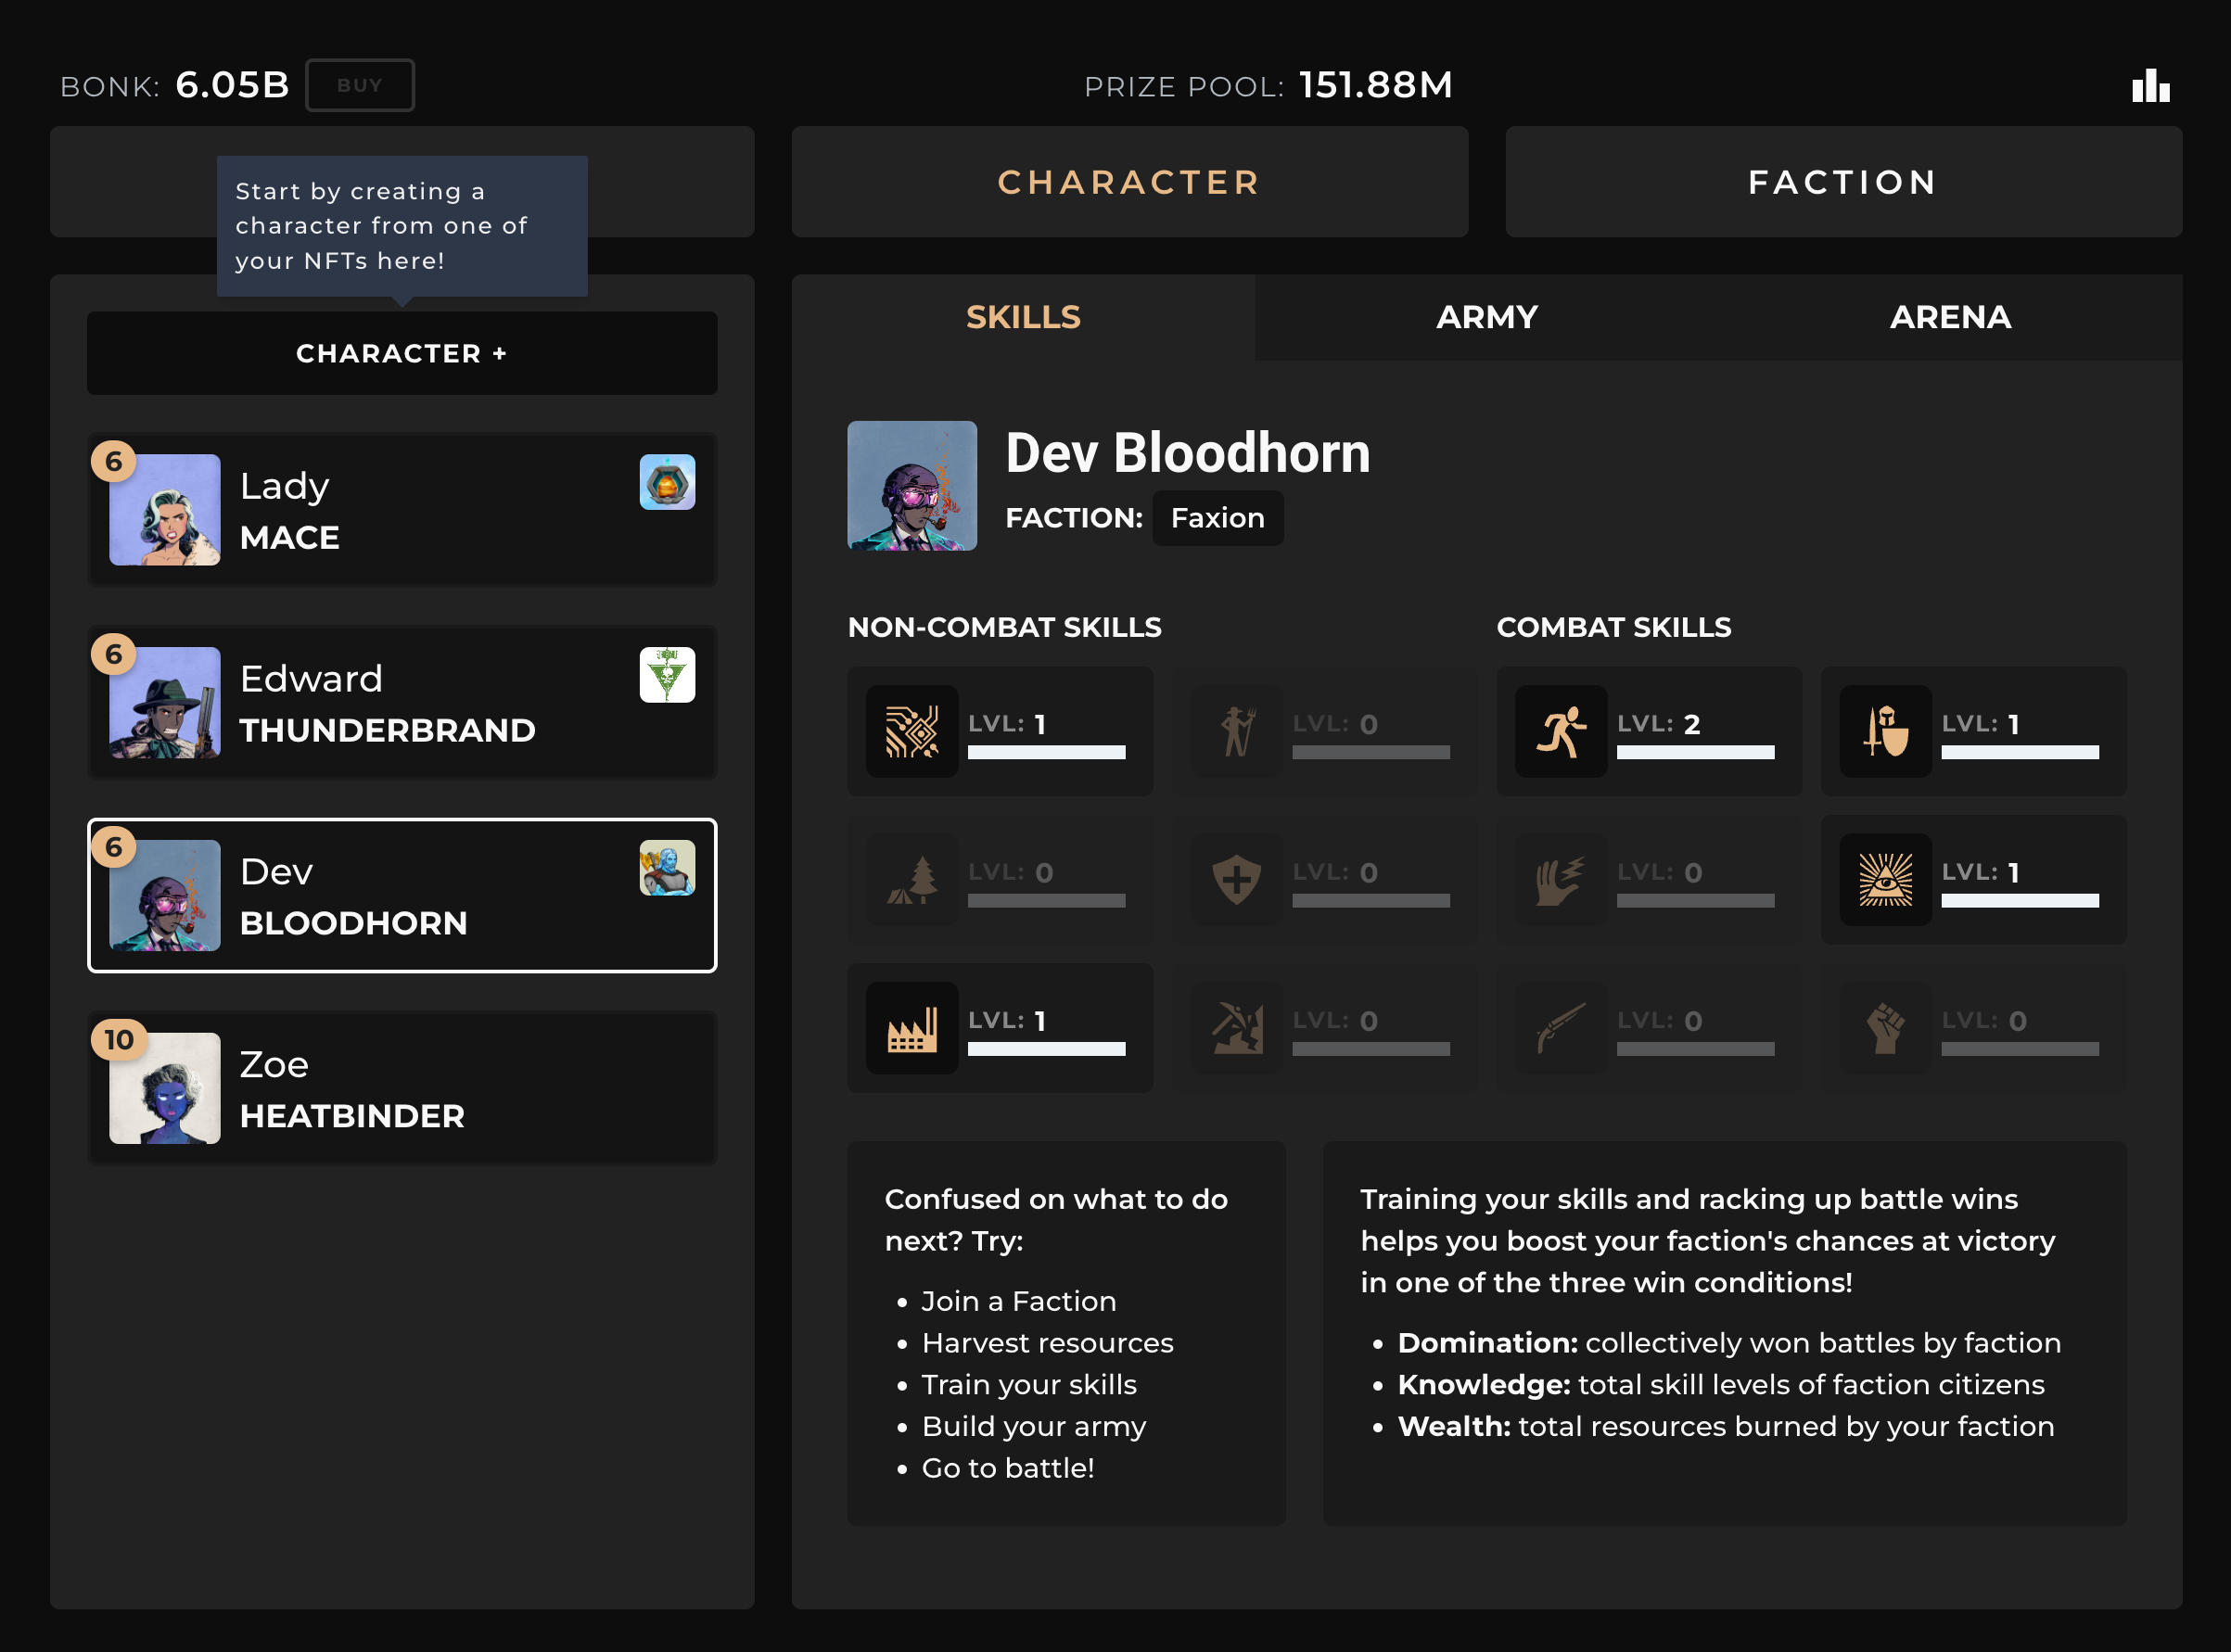 BONK: 6.05B BUY
PRIZE POOL: 151.88M
Start by creating a
character from one of
your NFTs here!
CHARACTER
FACTION
CHARACTER +
6
Lady
MACE
6
Edward
THUNDERBRAND
6
Dev
BLOODHORN
10
Zoe
HEATBINDER
SKILLS
ARMY
ARENA
Dev Bloodhorn
FACTION: Faxion
NON-COMBAT SKILLS
LVL: 1
LVL: 0
LVL: 0
LVL: 0
LVL: 1
LVL: 0
COMBAT SKILLS
LVL: 2
LVL: 1
LVL: 0
LVL: 1
LVL: 0
LVL: 0
Confused on what to do
next? Try:
• Join a Faction
• Harvest resources
• Train your skills
• Build your army
• Go to battle!
Training your skills and racking up battle wins
helps you boost your faction's chances at victory
in one of the three win conditions!
• Domination: collectively won battles by faction
• Knowledge: total skill levels of faction citizens
• Wealth: total resources burned by your faction